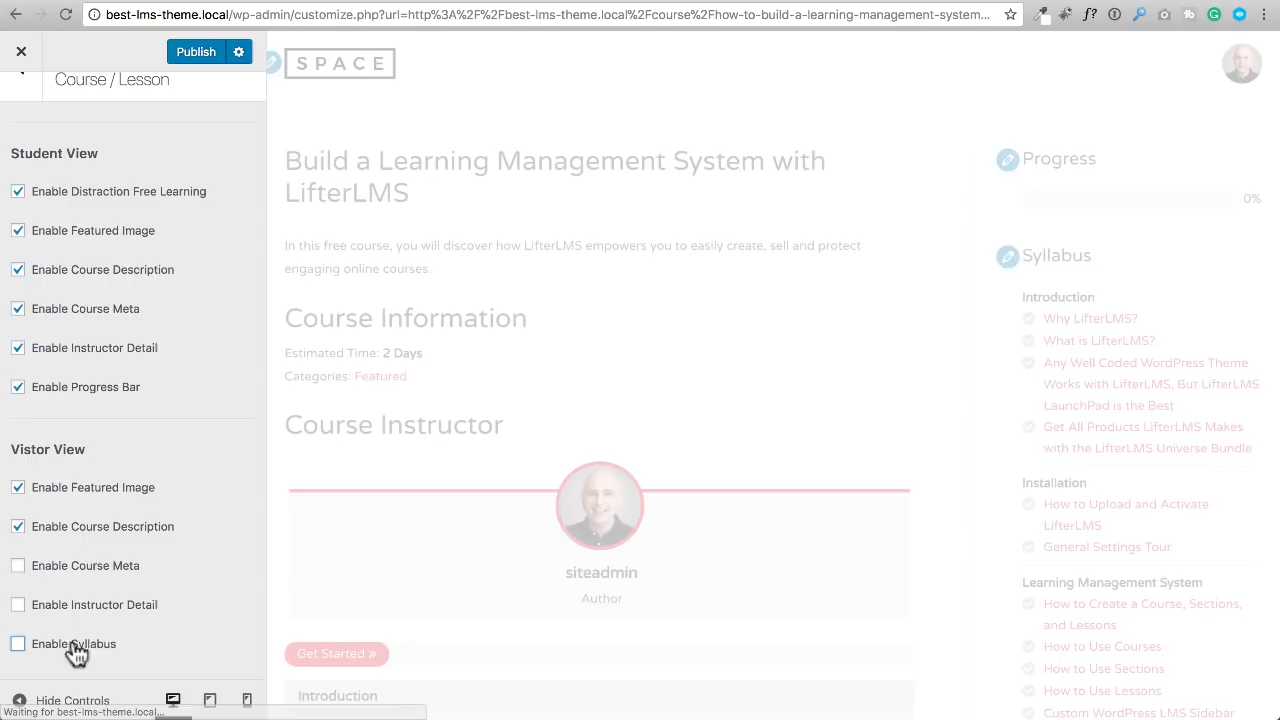 best-lms-theme.local/wp-admin/customize.php?url=http%3A%2F%2Fbest-lms-theme.local%2Fcourse%2Fhow-to-build-a-learning-management-system...
Publish
Course / Lesson
Student View
Enable Distraction Free Learning
Enable Featured Image
Enable Course Description
Enable Course Meta
Enable Instructor Detail
Enable Progress Bar
Vistor View
Enable Featured Image
Enable Course Description
Enable Course Meta
Enable Instructor Detail
Enable Syllabus
Hide Controls
Waiting for best-lms-theme.local...
SPACE
Build a Learning Management System with
LifterLMS
In this free course, you will discover how LifterLMS empowers you to easily create, sell and protect
engaging online courses.
Course Information
Estimated Time: 2 Days
Categories: Featured
Course Instructor
siteadmin
Author
Get Started »
Introduction
Progress
0%
Syllabus
Introduction
Why LifterLMS?
What is LifterLMS?
Any Well Coded WordPress Theme
Works with LifterLMS, But LifterLMS
LaunchPad is the Best
Get All Products LifterLMS Makes
with the LifterLMS Universe Bundle
Installation
How to Upload and Activate
LifterLMS
General Settings Tour
Learning Management System
How to Create a Course, Sections,
and Lessons
How to Use Courses
How to Use Sections
How to Use Lessons
Custom WordPress LMS Sidebar